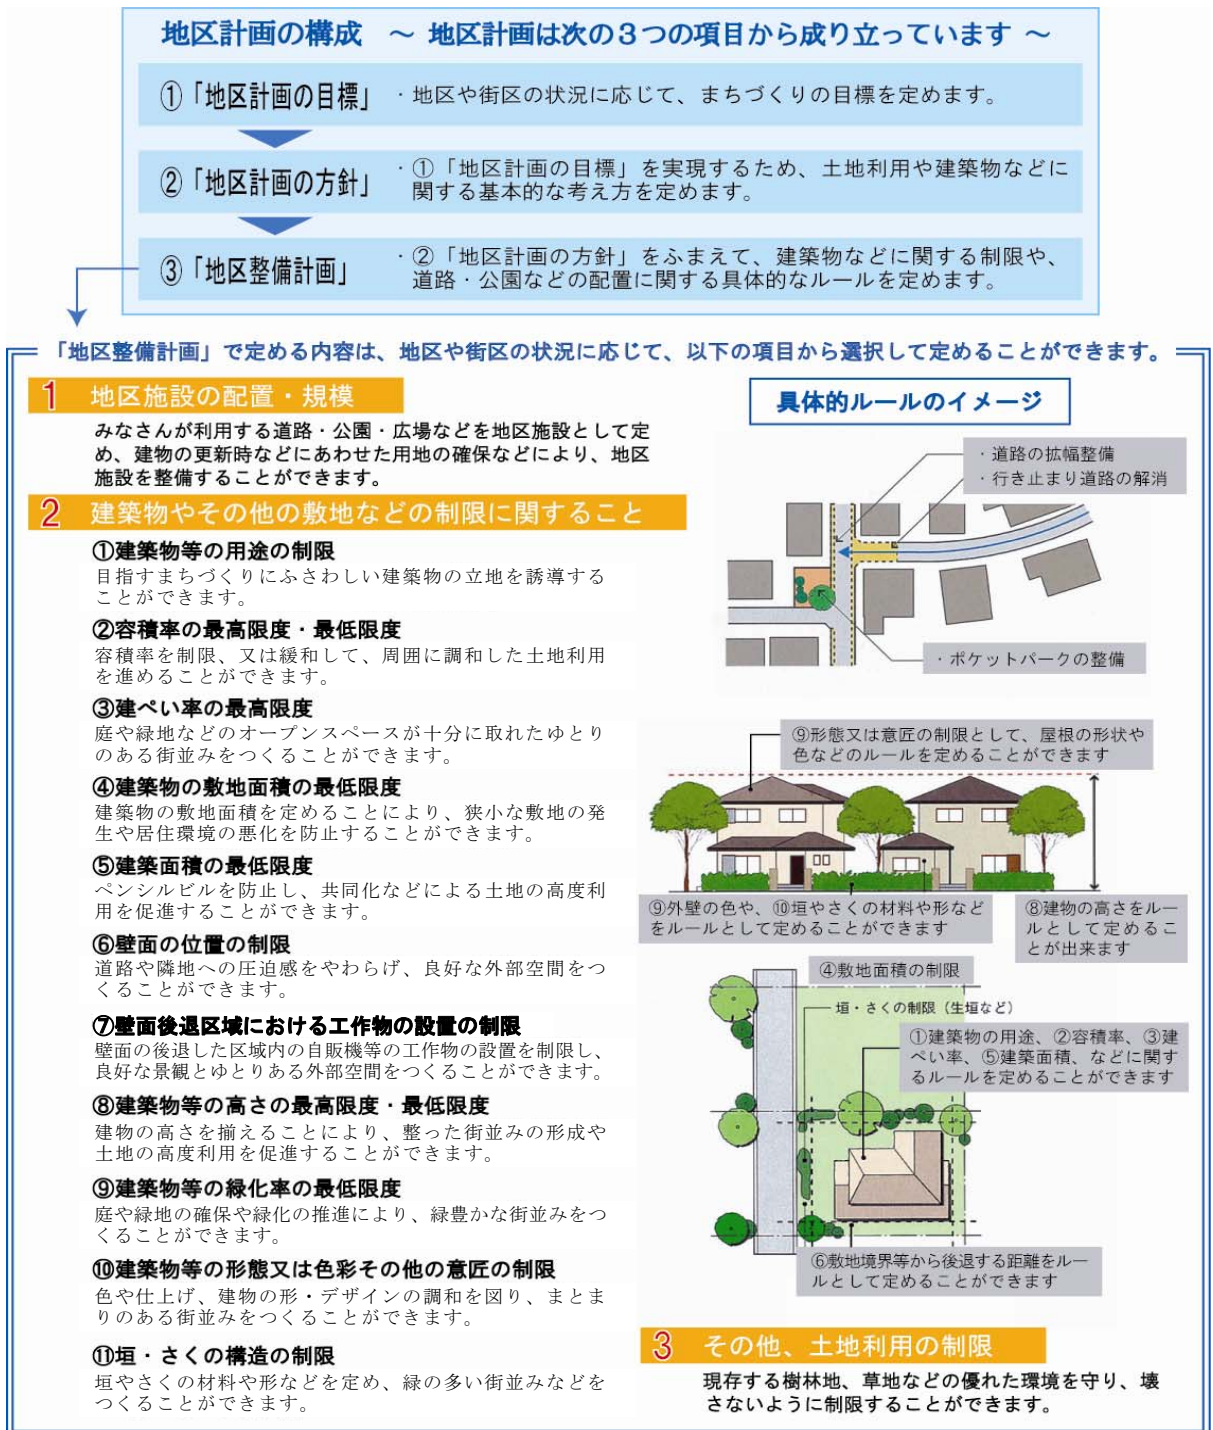 地区計画の構成 ～ 地区計画は次の３つの項目から成り立っています ～
①「地区計画の目標」 ・地区や街区の状況に応じて、まちづくりの目標を定めます。
②「地区計画の方針」 ・①「地区計画の目標」を実現するため、土地利用や建築物などに
関する基本的な考え方を定めます。
③「地区整備計画」 ・②「地区計画の方針」をふまえて、建築物などに関する制限や、
道路・公園などの配置に関する具体的なルールを定めます。
「地区整備計画」で定める内容は、地区や街区の状況に応じて、以下の項目から選択して定めることができます。
1 地区施設の配置・規模
みなさんが利用する道路・公園・広場などを地区施設として定
め、建物の更新時などにあわせた用地の確保などにより、地区
施設を整備することができます。
2 建築物やその他の敷地などの制限に関すること
①建築物等の用途の制限
目指すまちづくりにふさわしい建築物の立地を誘導する
ことができます。
②容積率の最高限度・最低限度
容積率を制限、又は緩和して、周囲に調和した土地利用
を進めることができます。
③建ぺい率の最高限度
庭や緑地などのオープンスペースが十分に取れたゆとり
のある街並みをつくることができます。
④建築物の敷地面積の最低限度
建築物の敷地面積を定めることにより、狭小な敷地の発
生や居住環境の悪化を防止することができます。
⑤建築面積の最低限度
ペンシルビルを防止し、共同化などによる土地の高度利
用を促進することができます。
⑥壁面の位置の制限
道路や隣地への圧迫感をやわらげ、良好な外部空間をつ
くることができます。
⑦壁面後退区域における工作物の設置の制限
壁面の後退した区域内の自販機等の工作物の設置を制限し、
良好な景観とゆとりある外部空間をつくることができます。
⑧建築物等の高さの最高限度・最低限度
建物の高さを揃えることにより、整った街並みの形成や
土地の高度利用を促進することができます。
⑨建築物等の緑化率の最低限度
庭や緑地の確保や緑化の推進により、緑豊かな街並みをつ
くることができます。
⑩建築物等の形態又は色彩その他の意匠の制限
色や仕上げ、建物の形・デザインの調和を図り、まとま
りのある街並みをつくることができます。
⑪垣・さくの構造の制限
垣やさくの材料や形などを定め、緑の多い街並みなどを
つくることができます。
具体的ルールのイメージ
・道路の拡幅整備
・行き止まり道路の解消
・ポケットパークの整備
⑨形態又は意匠の制限として、屋根の形状や
色などのルールを定めることができます
⑨外壁の色や、⑩垣やさくの材料や形など
をルールとして定めることができます
⑧建物の高さをルー
ルとして定めるこ
とが出来ます
④敷地面積の制限
垣・さくの制限（生垣など）
①建築物の用途、②容積率、③建
ぺい率、⑤建築面積、などに関す
るルールを定めることができます
⑥敷地境界等から後退する距離をルー
ルとして定めることができます
3 その他、土地利用の制限
現存する樹林地、草地などの優れた環境を守り、壊
さないように制限することができます。